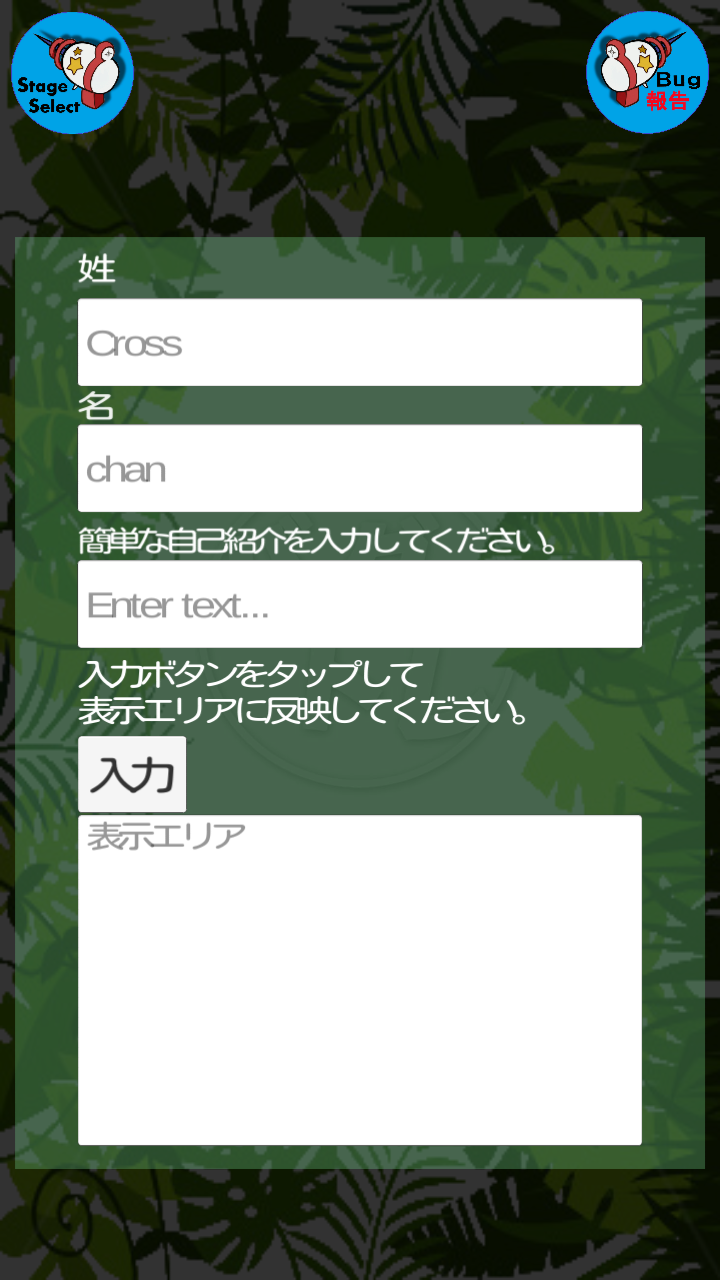 Stage
Select
Bug
報告
姓
Cross
名
chan
簡単な自己紹介を入力してください。
Enter text...
入力ボタンをタップして
表示エリアに反映してください。
入力
表示エリア